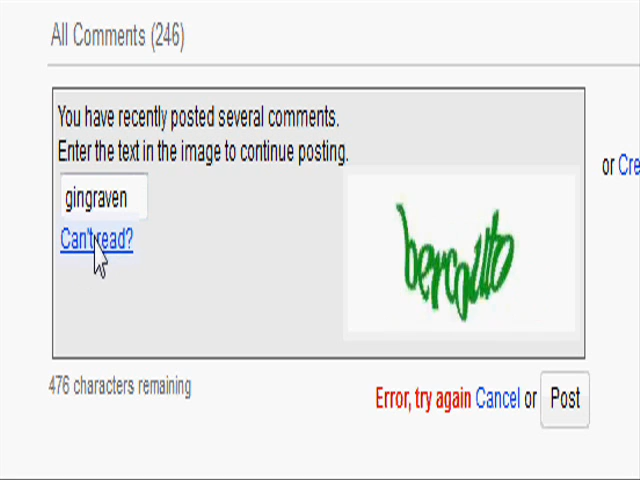 All Comments (246)
You have recently posted several comments.
Enter the text in the image to continue posting.
or Cre
gingraven
Can't read?
476 characters remaining
Error, try again Cancel or Post